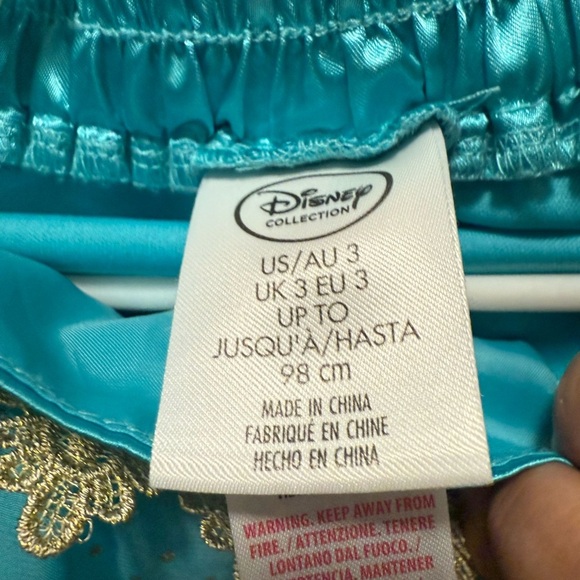 Disney
COLLECTION
US/AU 3
UK 3 EU 3
UP TO
JUSQU'À/HASTA
98 cm
MADE IN CHINA
FABRIQUÉ EN CHINE
HECHO EN CHINA
WARNING. KEEP AWAY FROM
FIRE. / ATTENZIONE. TENERE
LONTANO DAL FUOCO. /
MANTENER